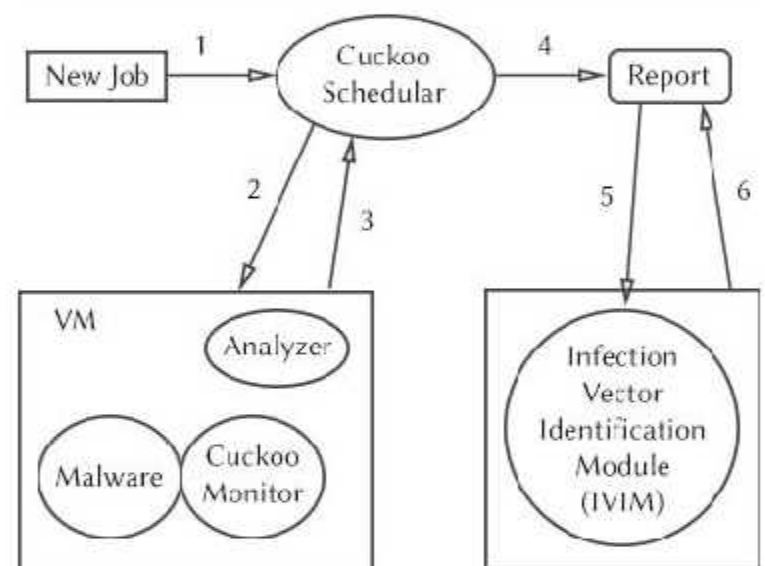 1
4
New Job
Cuckoo
Schedular
Report
2
3
5
6
VM
Analyzer
Malware
Cuckoo
Monitor
Infection
Vector
Identification
Module
(IVIM)